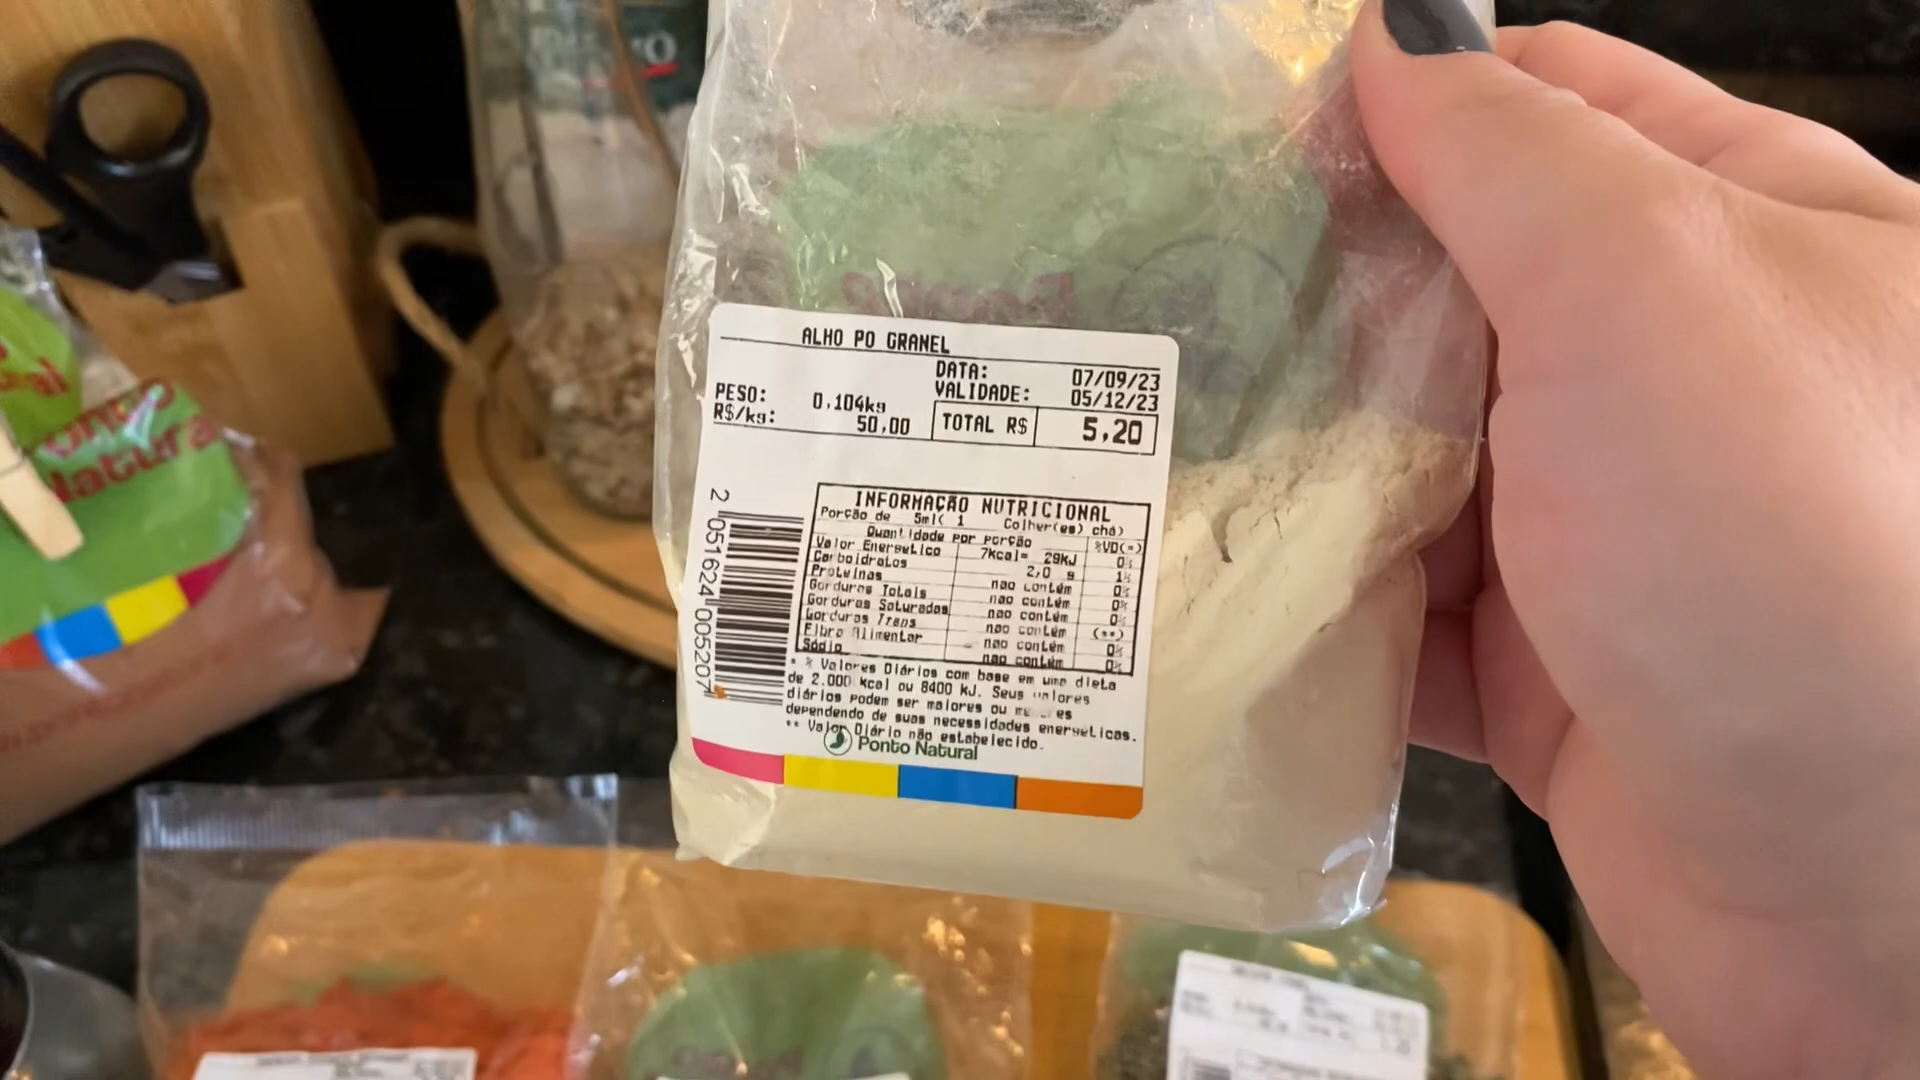 ALHO PO GRANEL
DATA: 07/09/23
VALIDADE: 05/12/23
PESO: 0,104kg
R$/kg: 50,00
TOTAL R$ 5,20
INFORMAÇÃO NUTRICIONAL
Porção de 5ml( 1 Colher(es) chá)
Quantidade por porção %VD(*)
Valor Energetico 7kcal= 29kJ 0%
Carboidratos 2,0 g 1%
Proteínas nao contém 0%
Gorduras Totais nao contém 0%
Gorduras Saturadas nao contém 0%
Gorduras Trans nao contém (**)
Fibra Alimentar nao contém 0%
Sódio nao contém 0%
* % Valores Diários com base em uma dieta
de 2.000 kcal ou 8400 kJ. Seus valores
diários podem ser maiores ou
dependendo de suas necessidades energéticas.
** Valor Diário não estabelecido.
Ponto Natural
2 051624 005207
Ponto
Natural